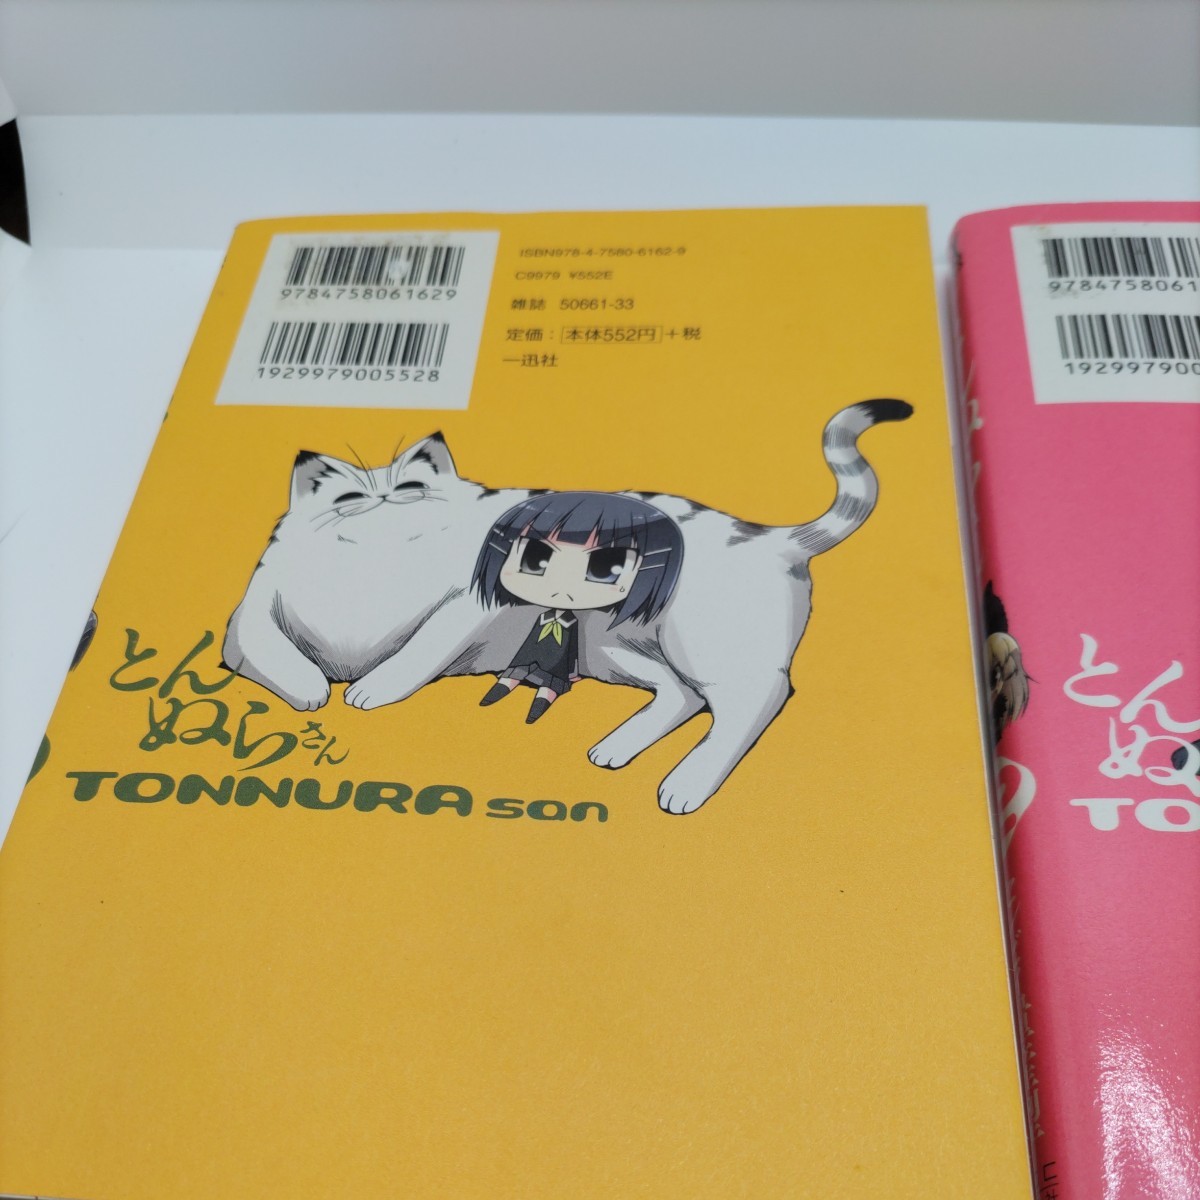 9784758061629
1929979005528
ISBN978-4-7580-6162-9
C9979 ¥552E
雑誌 50661-33
定価:本体552円+税
一迅社
とん
ぬらさん
TONNURA san
9784758061
192997900
とん
ぬ
TO